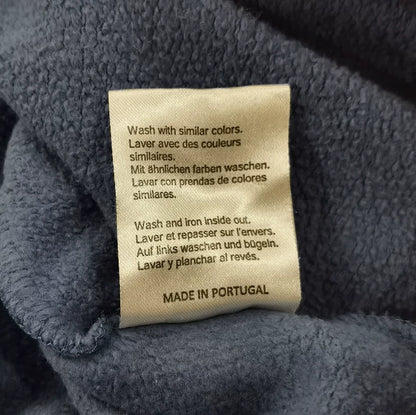 Wash with similar colors.
Laver avec des couleurs
similaires.
Mit ähnlichen farben waschen.
Lavar con prendas de colores
similares.
Wash and iron inside out.
Laver et repasser sur l'envers.
Auf links waschen und bügeln.
Lavar y planchar al revés.
MADE IN PORTUGAL